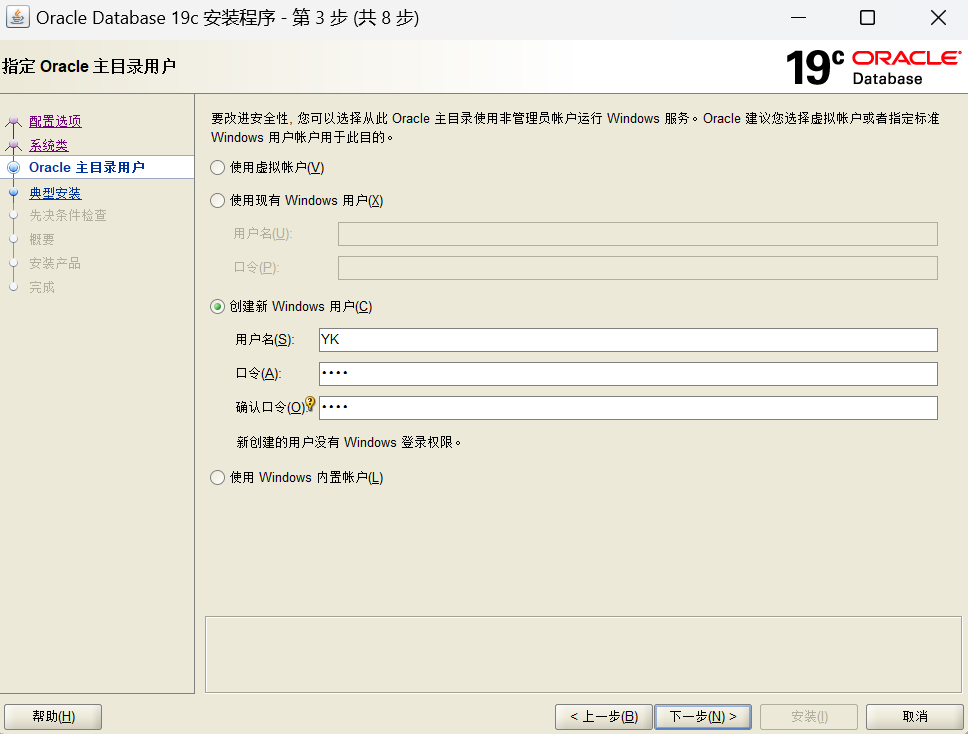 Oracle Database 19c 安装程序 - 第 3 步 (共 8 步)
指定 Oracle 主目录用户
19c ORACLE
Database
配置选项
系统类
Oracle 主目录用户
典型安装
先决条件检查
概要
安装产品
完成
要改进安全性, 您可以选择从此 Oracle 主目录使用非管理员帐户运行 Windows 服务。Oracle 建议您选择虚拟帐户或者指定标准
Windows 用户帐户用于此目的。
使用虚拟帐户(V)
使用现有 Windows 用户(X)
用户名(U):
口令(P):
创建新 Windows 用户(C)
用户名(S): YK
口令(A): ••••
确认口令(O): ••••
新创建的用户没有 Windows 登录权限。
使用 Windows 内置帐户(L)
帮助(H) < 上一步(B) 下一步(N) > 安装(I) 取消